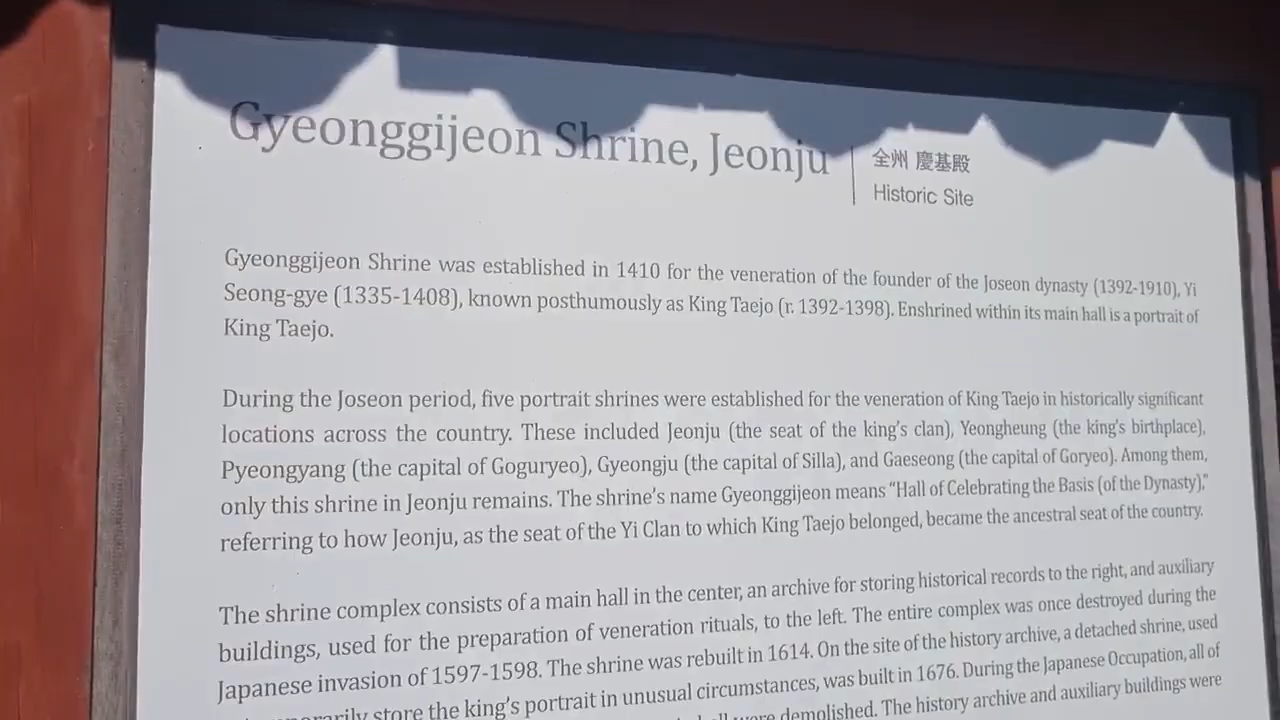 Gyeonggijeon Shrine, Jeonju
全州 慶基殿
Historic Site
Gyeonggijeon Shrine was established in 1410 for the veneration of the founder of the Joseon dynasty (1392-1910), Yi
Seong-gye (1335-1408), known posthumously as King Taejo (r. 1392-1398). Enshrined within its main hall is a portrait of
King Taejo.
During the Joseon period, five portrait shrines were established for the veneration of King Taejo in historically significant
locations across the country. These included Jeonju (the seat of the king's clan), Yeongheung (the king's birthplace),
Pyeongyang (the capital of Goguryeo), Gyeongju (the capital of Silla), and Gaeseong (the capital of Goryeo). Among them,
only this shrine in Jeonju remains. The shrine's name Gyeonggijeon means “Hall of Celebrating the Basis (of the Dynasty),”
referring to how Jeonju, as the seat of the Yi Clan to which King Taejo belonged, became the ancestral seat of the country.
The shrine complex consists of a main hall in the center, an archive for storing historical records to the right, and auxiliary
buildings, used for the preparation of veneration rituals, to the left. The entire complex was once destroyed during the
Japanese invasion of 1597-1598. The shrine was rebuilt in 1614. On the site of the history archive, a detached shrine, used
store the king's portrait in unusual circumstances, was built in 1676. During the Japanese Occupation, all of
were demolished. The history archive and auxiliary buildings were